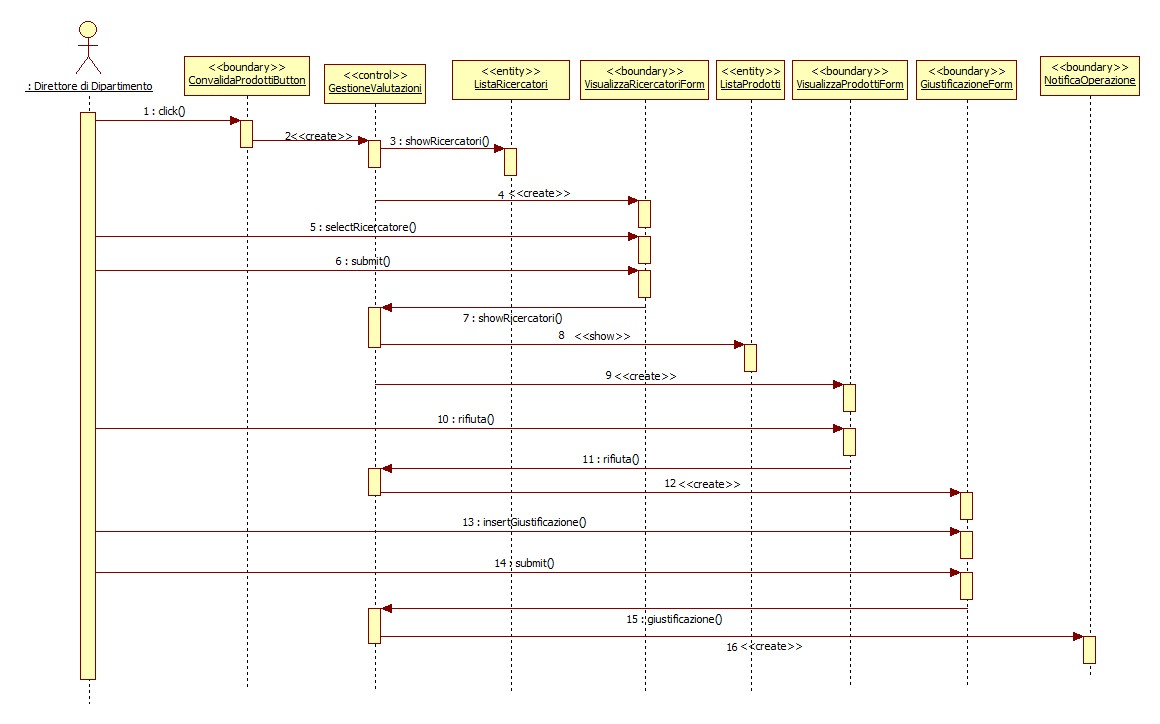 : Direttore di Dipartimento
<<boundary>>
ConvalidaProdottiButton
<<control>>
GestioneValutazioni
<<entity>>
ListaRicercatori
<<boundary>>
VisualizzaRicercatoriForm
<<entity>>
ListaProdotti
<<boundary>>
VisualizzaProdottiForm
<<boundary>>
GiustificazioneForm
<<boundary>>
NotificaOperazione
1 : click()
2<<create>>
3 : showRicercatori()
4 <<create>>
5 : selectRicercatore()
6 : submit()
7 : showRicercatori()
8 <<show>>
9 <<create>>
10 : rifiuta()
11 : rifiuta()
12 <<create>>
13 : insertGiustificazione()
14 : submit()
15 : giustificazione()
16 <<create>>